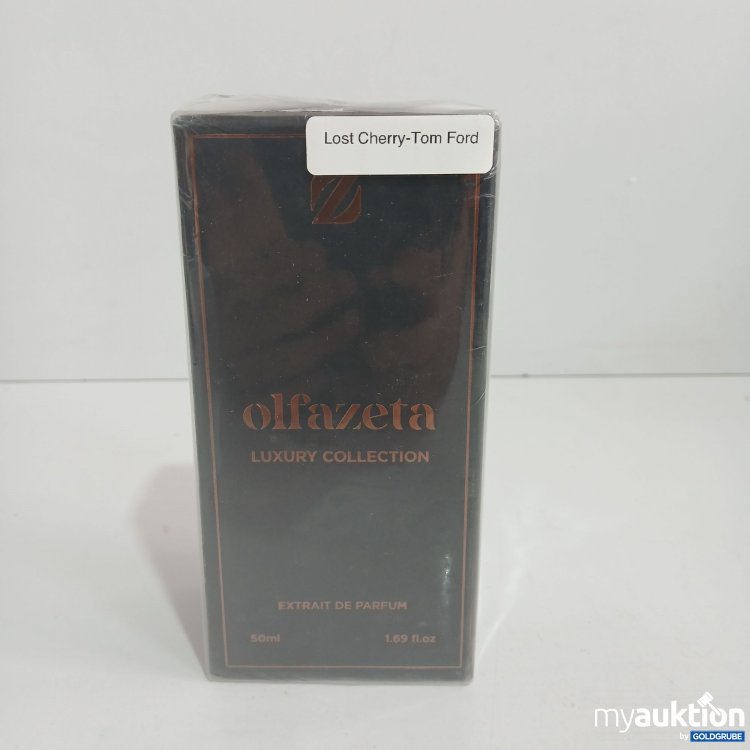 Lost Cherry-Tom Ford
Z
olfazeta
LUXURY COLLECTION
EXTRAIT DE PARFUM
50ml 1.69 fl.oz
myauktion
by GOLDGRUBE